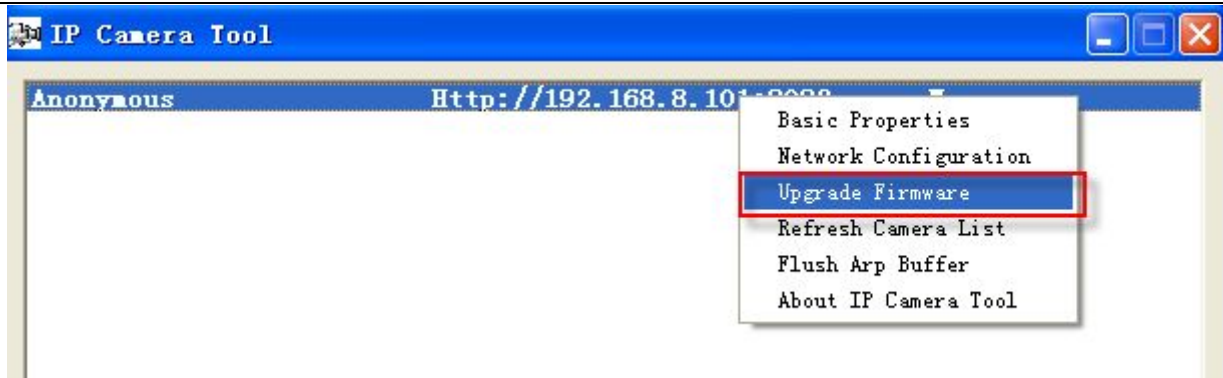 IP Camera Tool
Anonymous Http://192.168.8.101
Basic Properties
Network Configuration
Upgrade Firmware
Refresh Camera List
Flush Arp Buffer
About IP Camera Tool